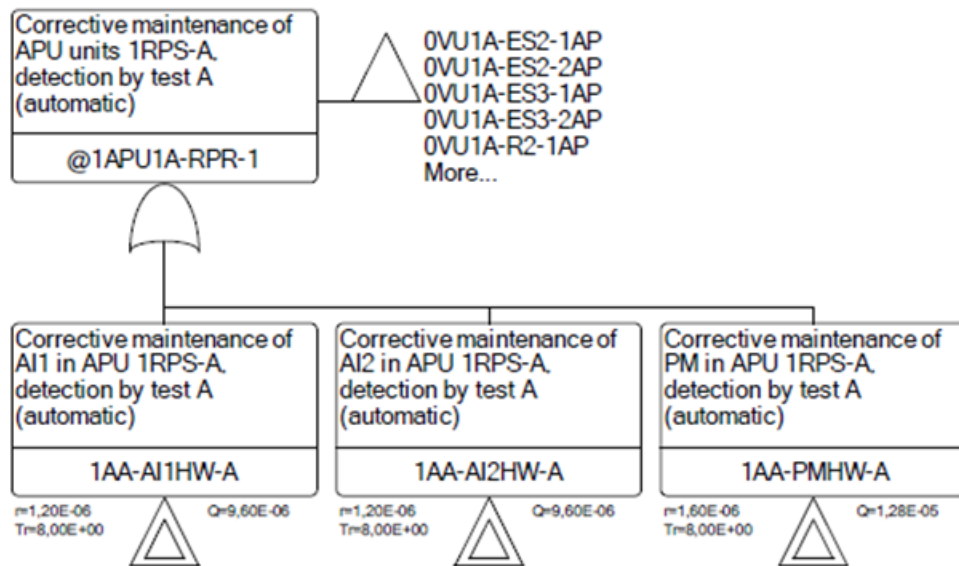 Corrective maintenance of
APU units 1RPS-A,
detection by test A
(automatic)
@1APU1A-RPR-1
0VU1A-ES2-1AP
0VU1A-ES2-2AP
0VU1A-ES3-1AP
0VU1A-ES3-2AP
0VU1A-R2-1AP
More...
Corrective maintenance of
AI1 in APU 1RPS-A,
detection by test A
(automatic)
1AA-AI1HW-A
r=1,20E-06
Tr=8,00E+00
Q=9,60E-06
Corrective maintenance of
AI2 in APU 1RPS-A,
detection by test A
(automatic)
1AA-AI2HW-A
r=1,20E-06
Tr=8,00E+00
Q=9,60E-06
Corrective maintenance of
PM in APU 1RPS-A,
detection by test A
(automatic)
1AA-PMHW-A
r=1,60E-06
Tr=8,00E+00
Q=1,28E-05